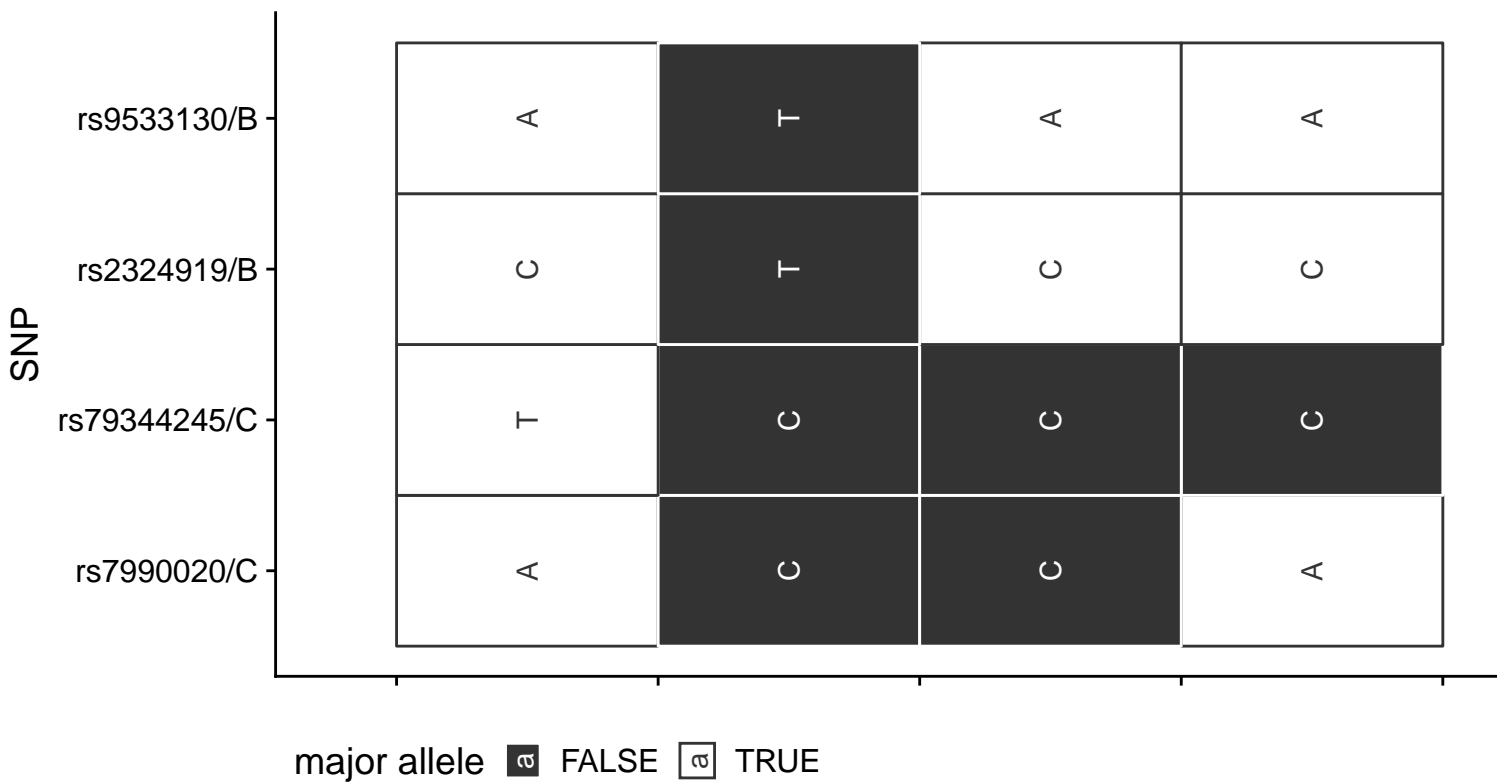 rs9533130/B A T A A
rs2324919/B C T C C
SNP
rs79344245/C T C C C
rs7990020/C A C C A
major allele a FALSE a TRUE